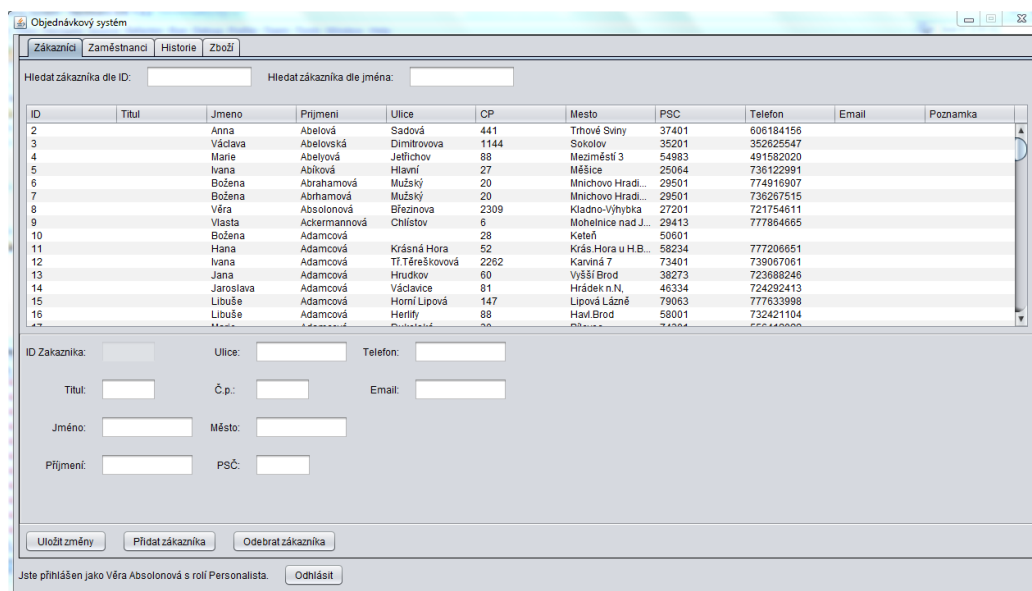 Objednávkový systém
Zákazníci Zaměstnanci Historie Zboží
Hledat zákazníka dle ID: Hledat zákazníka dle jména:
ID Titul Jmeno Prijmeni Ulice CP Mesto PSC Telefon Email Poznamka
2 Anna Abelová Sadová 441 Trhové Sviny 37401 606184156
3 Václava Abelovská Dimitrovova 1144 Sokolov 35201 352625547
4 Marie Abelyová Jetřichov 88 Meziměstí 3 54983 491582020
5 Ivana Abíková Hlavní 27 Měšice 25064 736122991
6 Božena Abrahamová Mužský 20 Mnichovo Hradi... 29501 774916907
7 Božena Abrhamová Mužský 20 Mnichovo Hradi... 29501 736267515
8 Věra Absolonová Březinova 2309 Kladno-Výhybka 27201 721754611
9 Vlasta Ackermannová Chlístov 6 Mohelnice nad J... 29413 777864665
10 Božena Adamcová 28 Keteň 50601
11 Hana Adamcová Krásná Hora 52 Krás.Hora u H.B... 58234 777206651
12 Ivana Adamcová Tř.Těreškovová 2262 Karviná 7 73401 739067061
13 Jana Adamcová Hrudkov 60 Vyšší Brod 38273 723688246
14 Jaroslava Adamcová Václavice 81 Hrádek n.N, 46334 724292413
15 Libuše Adamcová Horní Lipová 147 Lipová Lázně 79063 777633998
16 Libuše Adamcová Herlify 88 Havl.Brod 58001 732421104
17 Marie Adamcová
ID Zakaznika: Ulice: Telefon:
Titul: Č.p.: Email:
Jméno: Město:
Příjmení: PSČ:
Uložit změny Přidat zákazníka Odebrat zákazníka
Jste přihlášen jako Věra Absolonová s rolí Personalista. Odhlásit